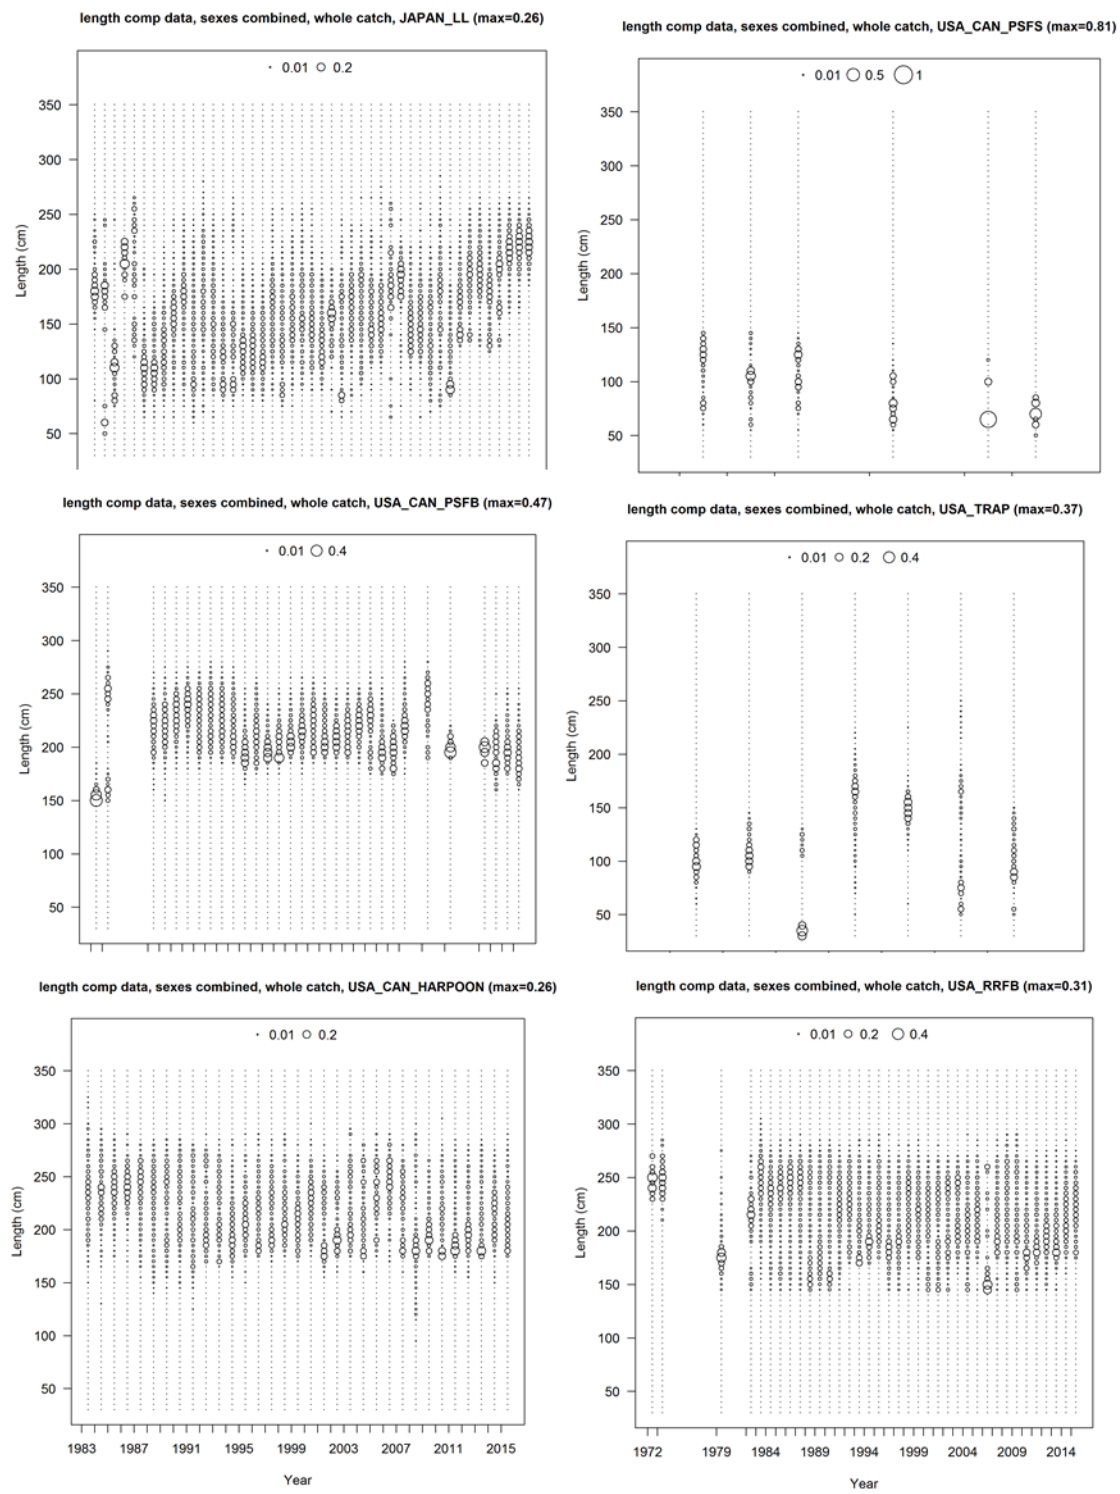 length comp data, sexes combined, whole catch, JAPAN_LL (max=0.26)
0.01 0.2
350
300
250
200
150
100
50
Length (cm)
length comp data, sexes combined, whole catch, USA_CAN_PSFS (max=0.81)
0.01 0.5 1
350
300
250
200
150
100
50
Length (cm)
length comp data, sexes combined, whole catch, USA_CAN_PSFB (max=0.47)
0.01 0.4
350
300
250
200
150
100
50
Length (cm)
length comp data, sexes combined, whole catch, USA_TRAP (max=0.37)
0.01 0.2 0.4
350
300
250
200
150
100
50
Length (cm)
length comp data, sexes combined, whole catch, USA_CAN_HARPOON (max=0.26)
0.01 0.2
350
300
250
200
150
100
50
Length (cm)
1983 1987 1991 1995 1999 2003 2007 2011 2015
Year
length comp data, sexes combined, whole catch, USA_RRFB (max=0.31)
0.01 0.2 0.4
350
300
250
200
150
100
50
Length (cm)
1972 1979 1984 1989 1994 1999 2004 2009 2014
Year